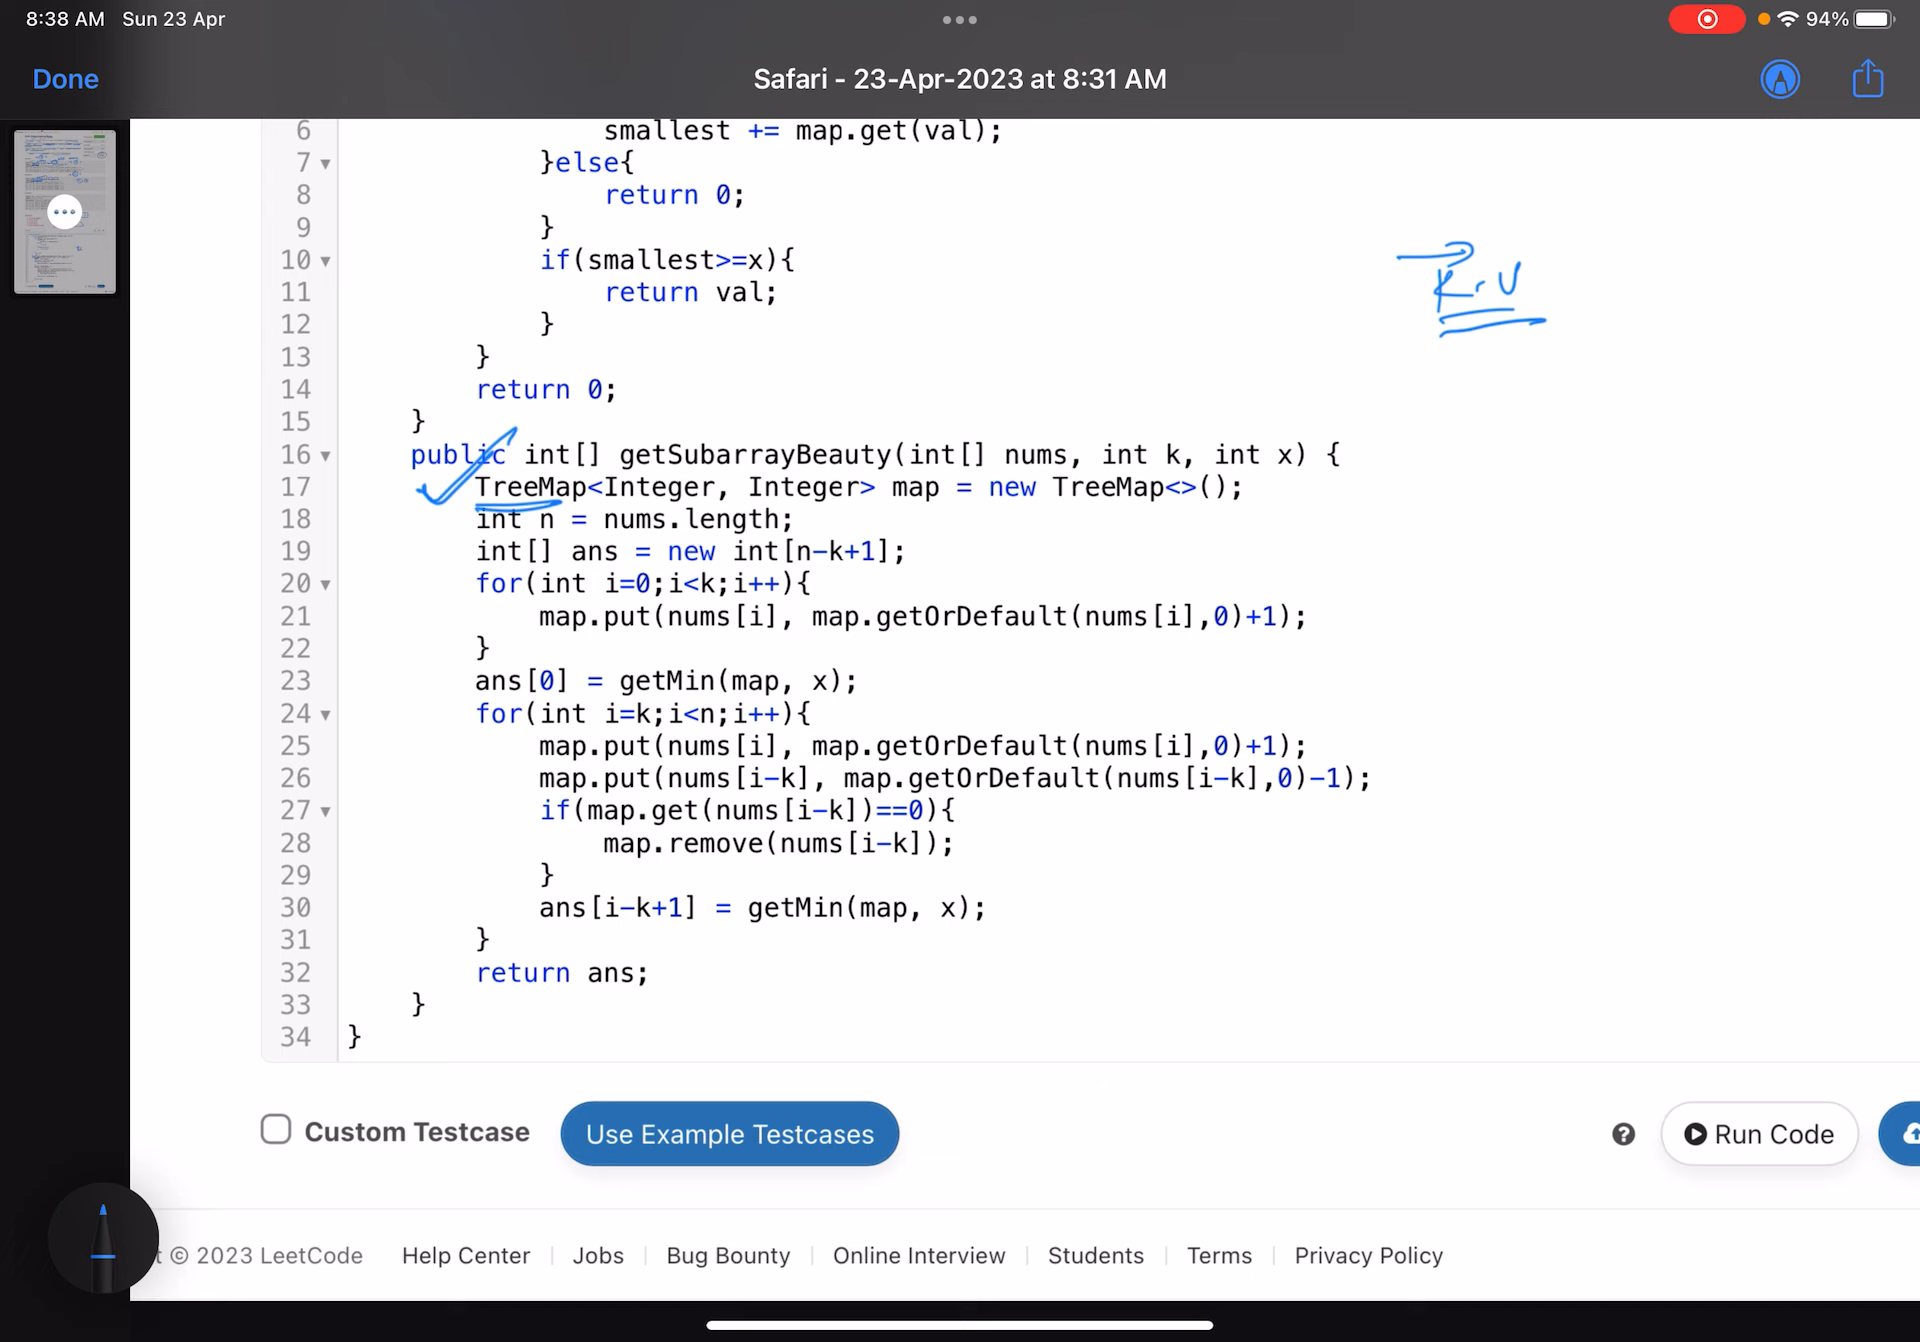 8:38 AM Sun 23 Apr
94%
Done
Safari - 23-Apr-2023 at 8:31 AM
6 smallest += map.get(val);
7 }else{
8 return 0;
9 }
10 if(smallest>=x){
11 return val;
12 }
13 }
14 return 0;
15 }
16 public int[] getSubarrayBeauty(int[] nums, int k, int x) {
17 TreeMap<Integer, Integer> map = new TreeMap<>();
18 int n = nums.length;
19 int[] ans = new int[n-k+1];
20 for(int i=0;i<k;i++){
21 map.put(nums[i], map.getOrDefault(nums[i],0)+1);
22 }
23 ans[0] = getMin(map, x);
24 for(int i=k;i<n;i++){
25 map.put(nums[i], map.getOrDefault(nums[i],0)+1);
26 map.put(nums[i-k], map.getOrDefault(nums[i-k],0)-1);
27 if(map.get(nums[i-k])==0){
28 map.remove(nums[i-k]);
29 }
30 ans[i-k+1] = getMin(map, x);
31 }
32 return ans;
33 }
34 }
K, V
Custom Testcase
Use Example Testcases
Run Code
t © 2023 LeetCode
Help Center
Jobs
Bug Bounty
Online Interview
Students
Terms
Privacy Policy